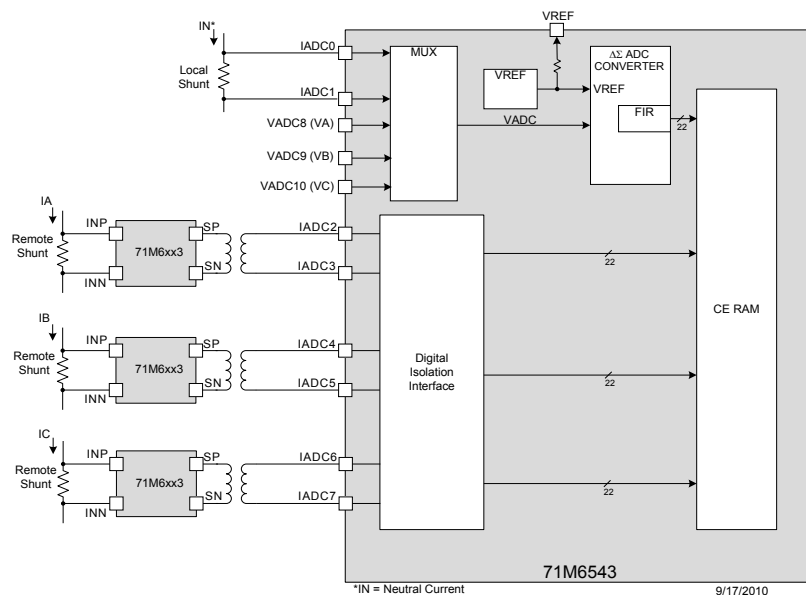 VREF
IN*
IADC0
MUX
ΔΣ ADC
CONVERTER
VREF
VREF
Local
Shunt
IADC1
FIR
VADC
22
VADC8 (VA)
VADC9 (VB)
VADC10 (VC)
IA
INP
SP
IADC2
Remote
Shunt
71M6xx3
SN
IADC3
INN
22
CE RAM
IB
INP
SP
IADC4
Remote
Shunt
71M6xx3
SN
IADC5
INN
Digital
Isolation
Interface
22
IC
INP
SP
IADC6
Remote
Shunt
71M6xx3
SN
IADC7
INN
22
71M6543
*IN = Neutral Current
9/17/2010